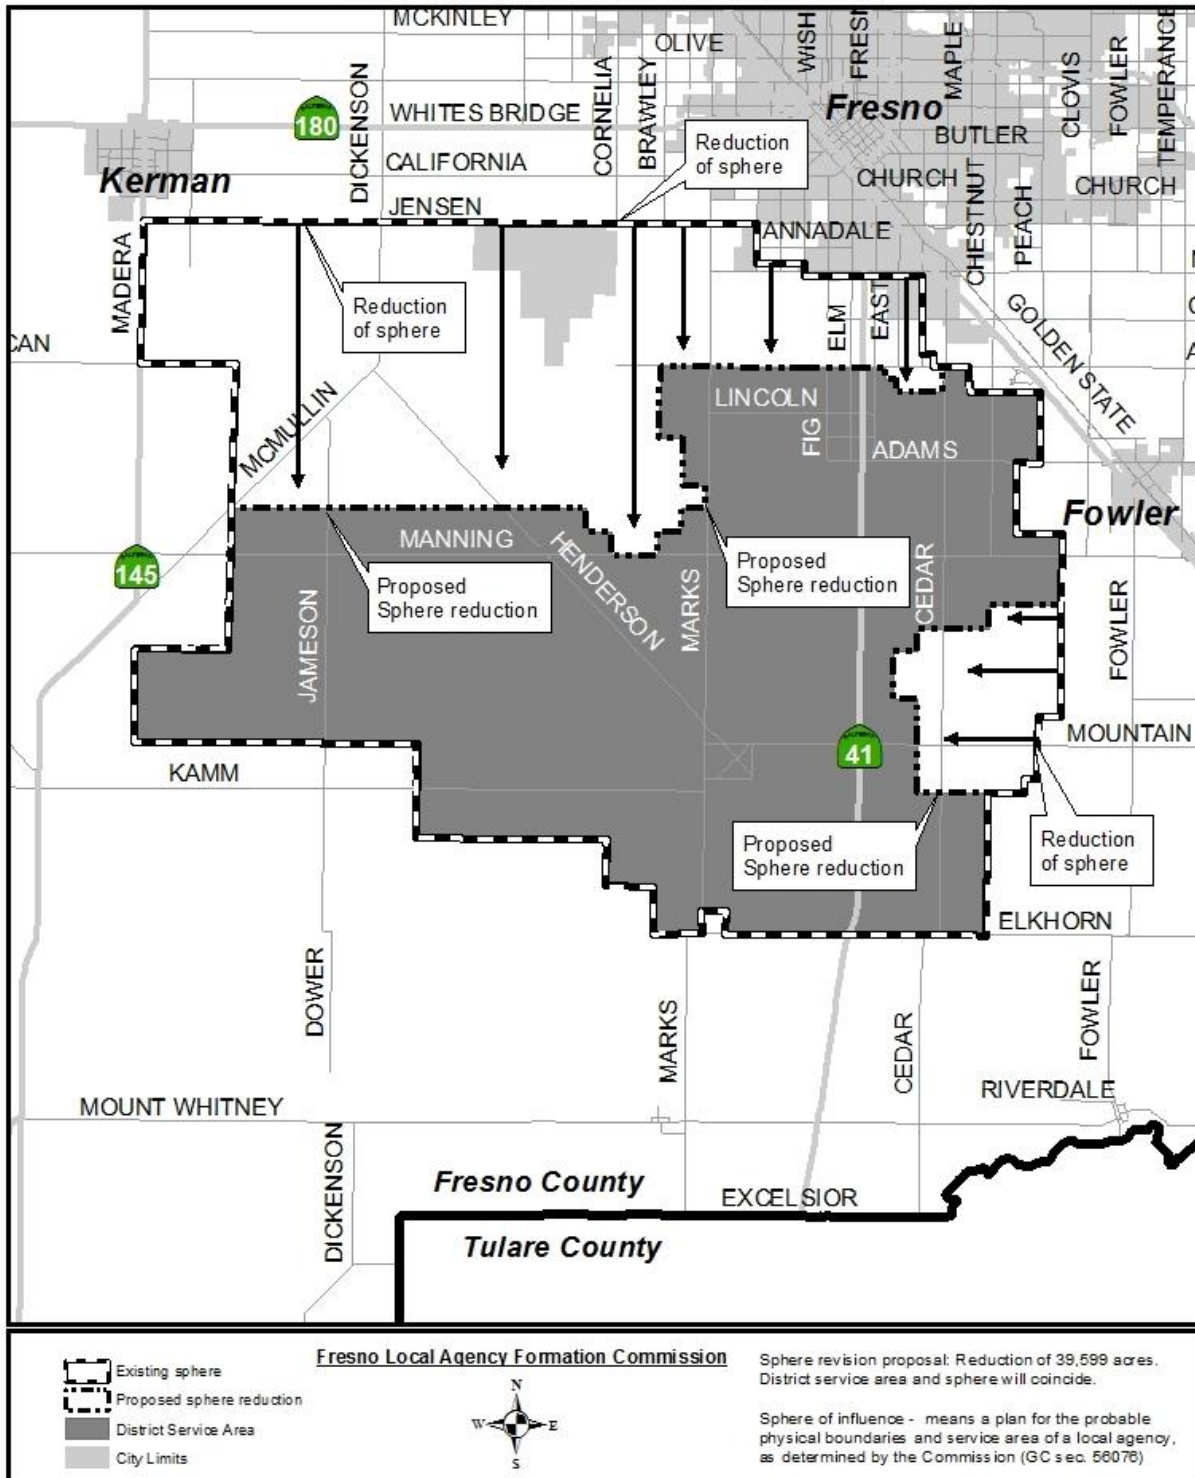 MCKINLEY
OLIVE
WISH
FRESN
MAPLE
CLOVIS
FOWLER
TEMPERANCE
DICKENSON
CORNELIA
BRAWLEY
180
WHITES BRIDGE
Fresno
BUTLER
Reduction
of sphere
CALIFORNIA
Kerman
CHURCH
CHESTNUT
PEACH
CHURCH
JENSEN
ANNADALE
MADERA
Reduction
of sphere
ELM
EAST
GOLDEN STATE
CAN
MCMULLIN
LINCOLN
FIG
ADAMS
Fowler
MANNING
HENDERSON
CEDAR
145
Proposed
Sphere reduction
Proposed
Sphere reduction
MARKS
JAMESON
FOWLER
41
MOUNTAIN
KAMM
Proposed
Sphere reduction
Reduction
of sphere
ELKHORN
DOWER
MARKS
CEDAR
FOWLER
RIVERDALE
MOUNT WHITNEY
DICKENSON
Fresno County
EXCELSIOR
Tulare County
Existing sphere
Proposed sphere reduction
District Service Area
City Limits
Fresno Local Agency Formation Commission
N
W E
S
Sphere revision proposal: Reduction of 39,599 acres.
District service area and sphere will coincide.
Sphere of influence - means a plan for the probable
physical boundaries and service area of a local agency,
as determined by the Commission (GC sec. 56076)